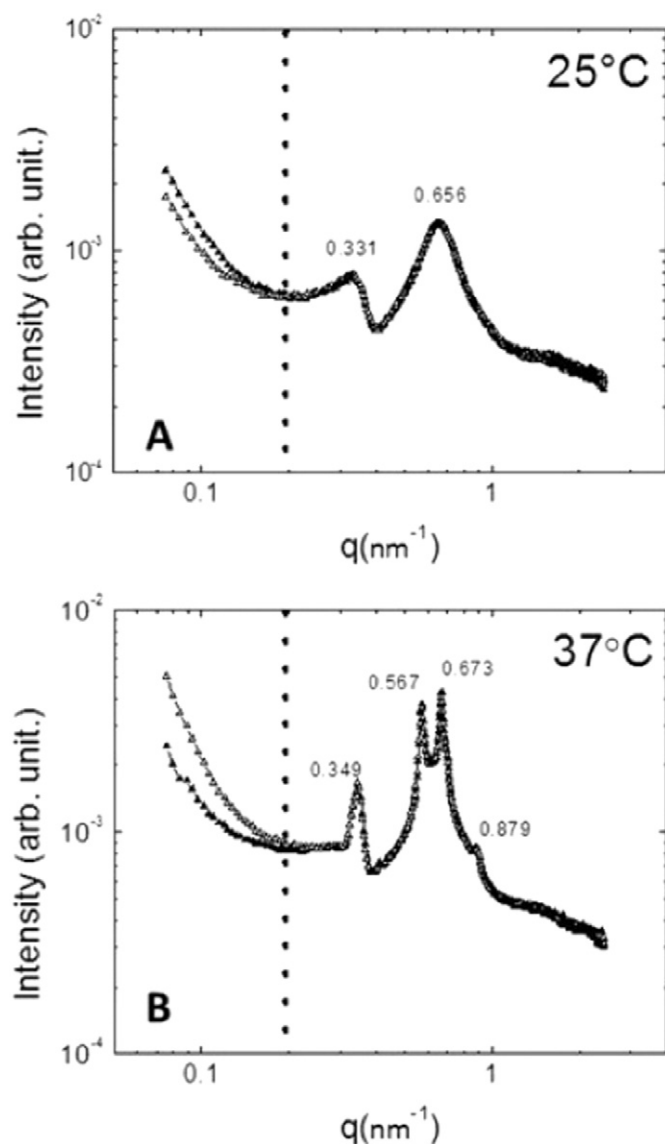 10⁻²
25°C
Intensity (arb. unit.)
0.656
10⁻³
0.331
A
10⁻⁴
0.1
1
q(nm⁻¹)
10⁻²
37°C
0.673
0.567
Intensity (arb. unit.)
0.349
10⁻³
0.879
B
10⁻⁴
0.1
1
q(nm⁻¹)